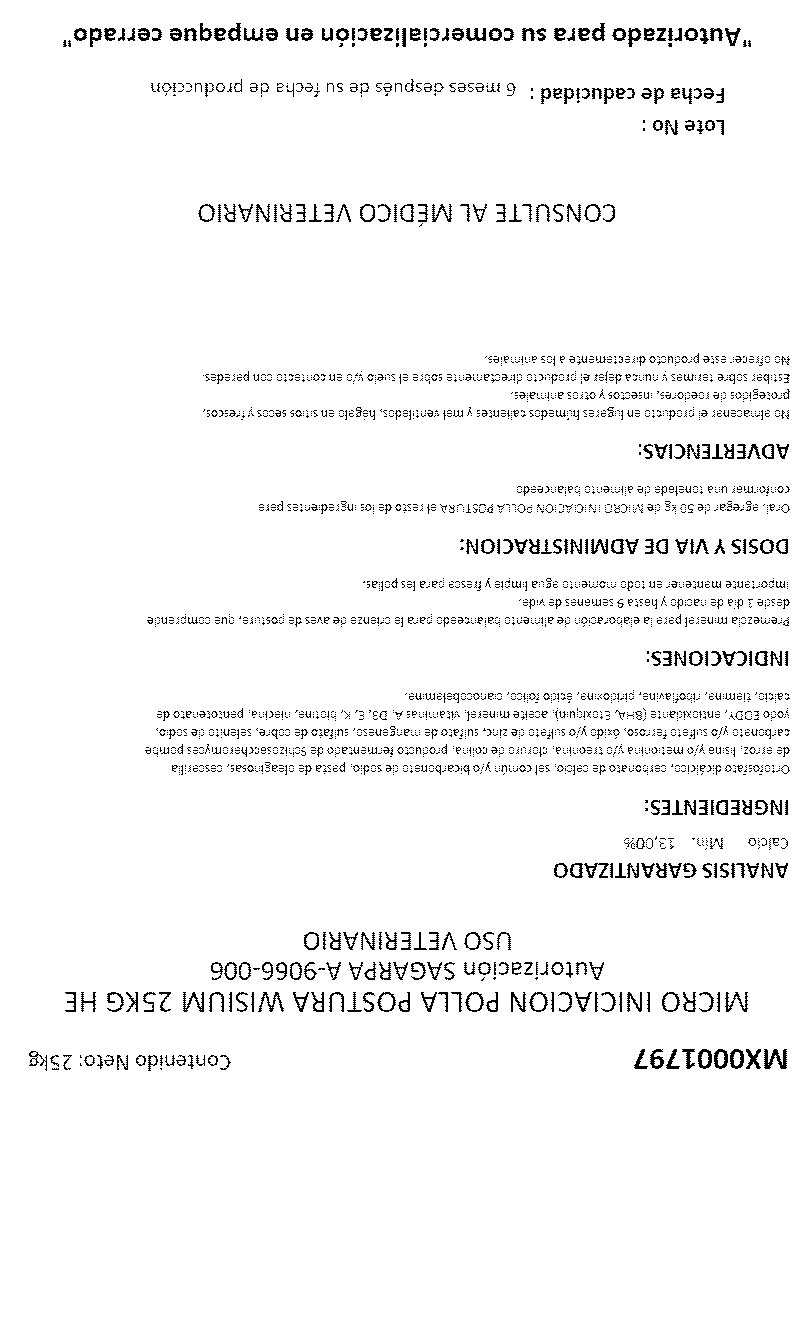 MX0001797 Contenido Neto: 25kg
MICRO INICIACION POLLA POSTURA WISIUM 25KG HE
Autorización SAGARPA A-9066-006
USO VETERINARIO
ANALISIS GARANTIZADO
Calcio Mín. 13,00%
INGREDIENTES:
Ortofosfato dicálcico, carbonato de calcio, sal común y/o bicarbonato de sodio, pasta de oleaginosas, cascarilla
de arroz, lisina y/o metionina y/o treonina, cloruro de colina, producto fermentado de Schizosaccharomyces pombe
carbonato y/o sulfato ferroso, óxido y/o sulfato de zinc, sulfato de manganeso, sulfato de cobre, selenito de sodio,
yodo EDDY, antioxidante (BHA, Etoxiquin), aceite mineral, vitaminas A, D3, E, K, biotina, niacina, pantotenato de
calcio, tiamina, riboflavina, piridoxina, ácido fólico, cianocobalamina.
INDICACIONES:
Premezcla mineral para la elaboración de alimento balanceado para la crianza de aves de postura, que comprende
desde 1 día de nacido y hasta 9 semanas de vida.
Importante mantener en todo momento agua limpia y fresca para las pollas.
DOSIS Y VIA DE ADMINISTRACION:
Oral, agregar de 50 kg de MICRO INICIACION POLLA POSTURA el resto de los ingredientes para
conformar una tonelada de alimento balanceado
ADVERTENCIAS:
No almacenar el producto en lugares húmedos calientes y mal ventilados, hágalo en sitios secos y frescos,
protegidos de roedores, insectos y otros animales.
Estibar sobre tarimas y nunca dejar el producto directamente sobre el suelo y/o en contacto con paredes.
No ofrecer este producto directamente a los animales.
CONSULTE AL MÉDICO VETERINARIO
Lote No :
Fecha de caducidad : 6 meses después de su fecha de producción
"Autorizado para su comercialización en empaque cerrado"